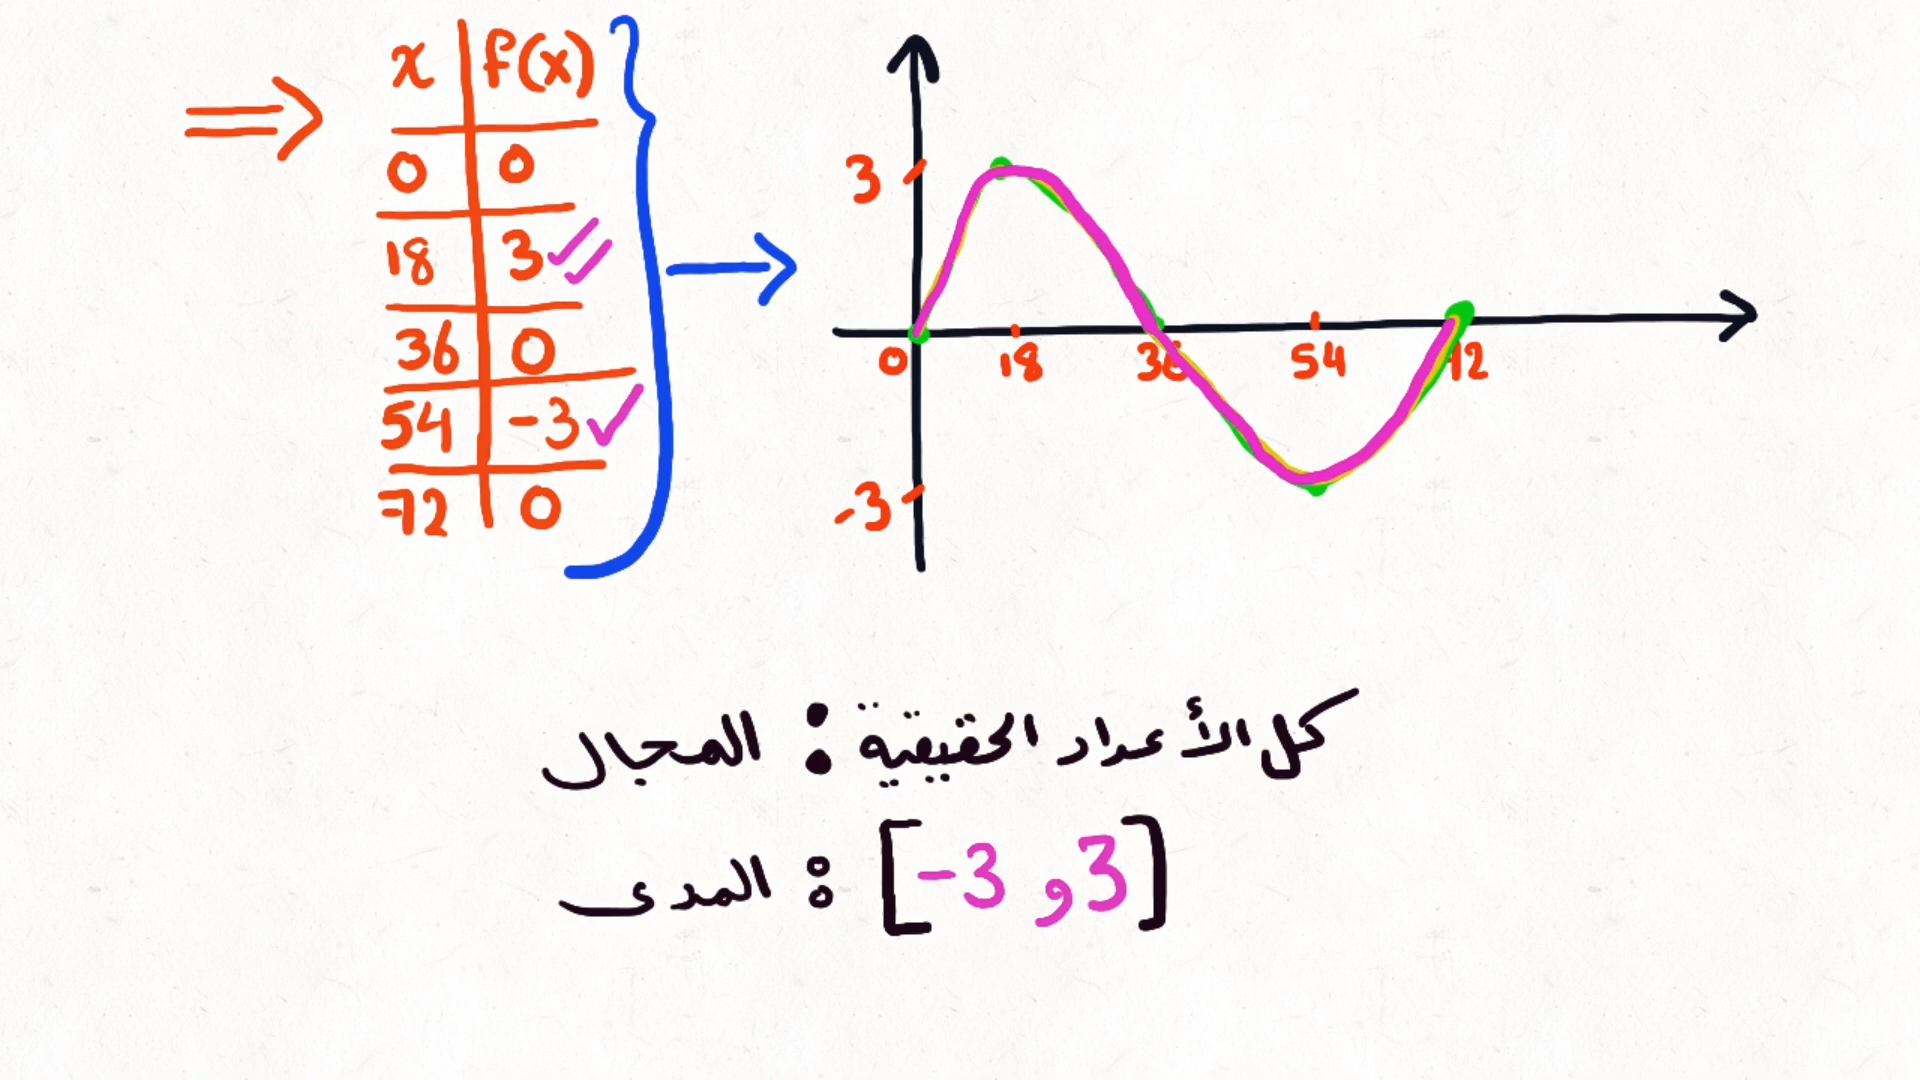 x f(x)
0 0
18 3
36 0
54 -3
72 0
3
0 18 36 54 72
-3
كل الأعداد الحقيقية : المجال
[-3 , 3] : المدى